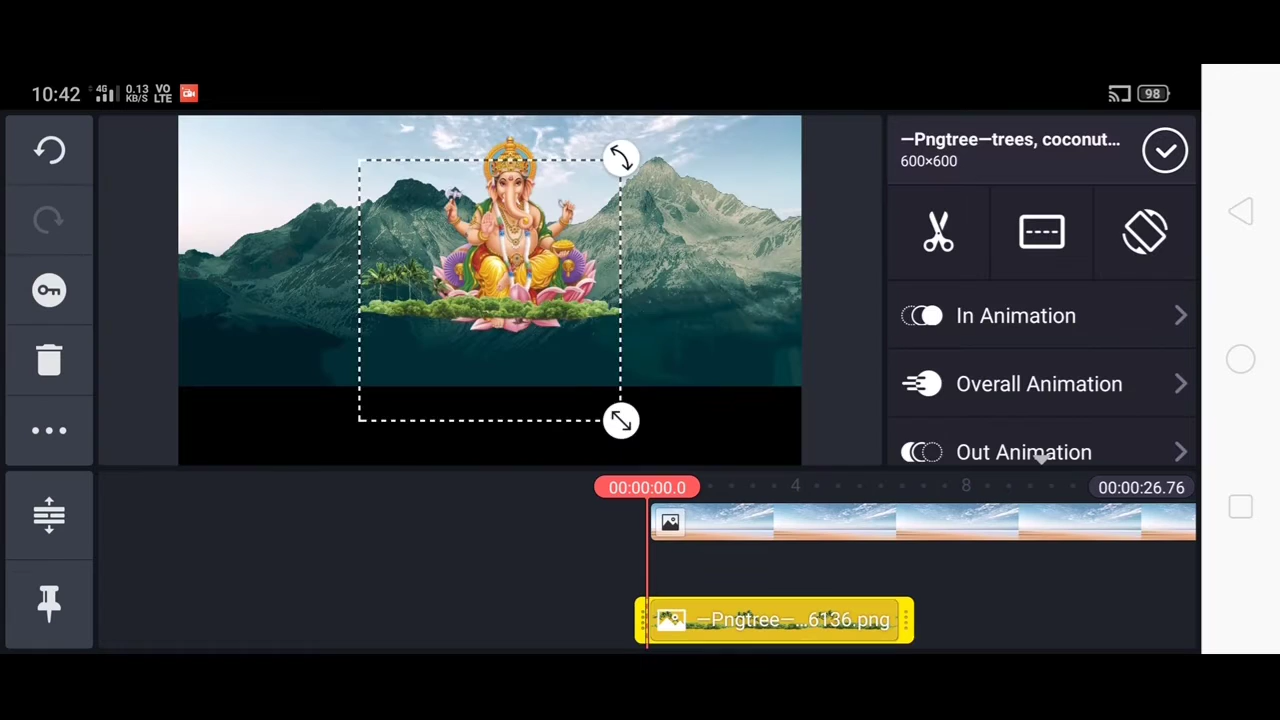 10:42 4G 0.13 KB/S VO LTE 98
—Pngtree—trees, coconut...
600×600
In Animation
Overall Animation
Out Animation
00:00:00.0 4 8 00:00:26.76
—Pngtree—...6136.png